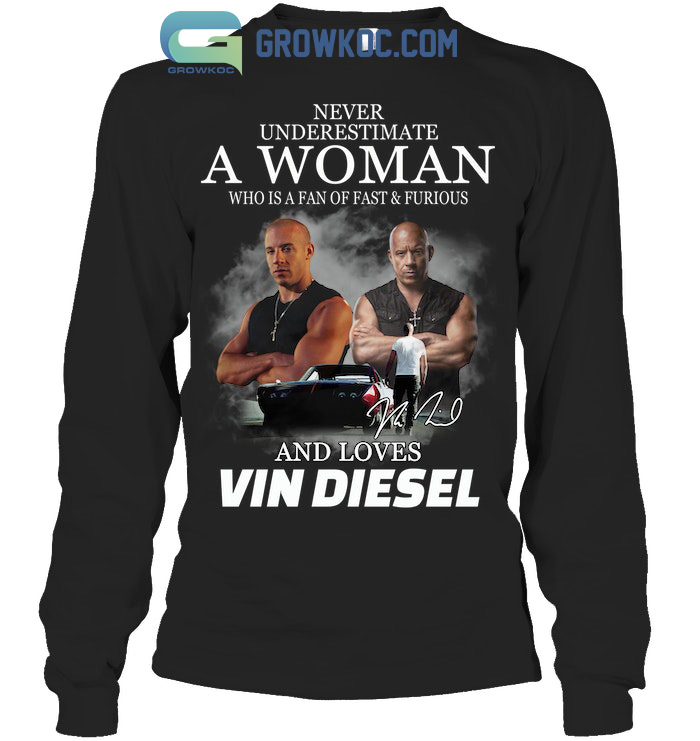 GROWKOC.COM
GROWKOC
NEVER
UNDERESTIMATE
A WOMAN
WHO IS A FAN OF FAST & FURIOUS
AND LOVES
VIN DIESEL